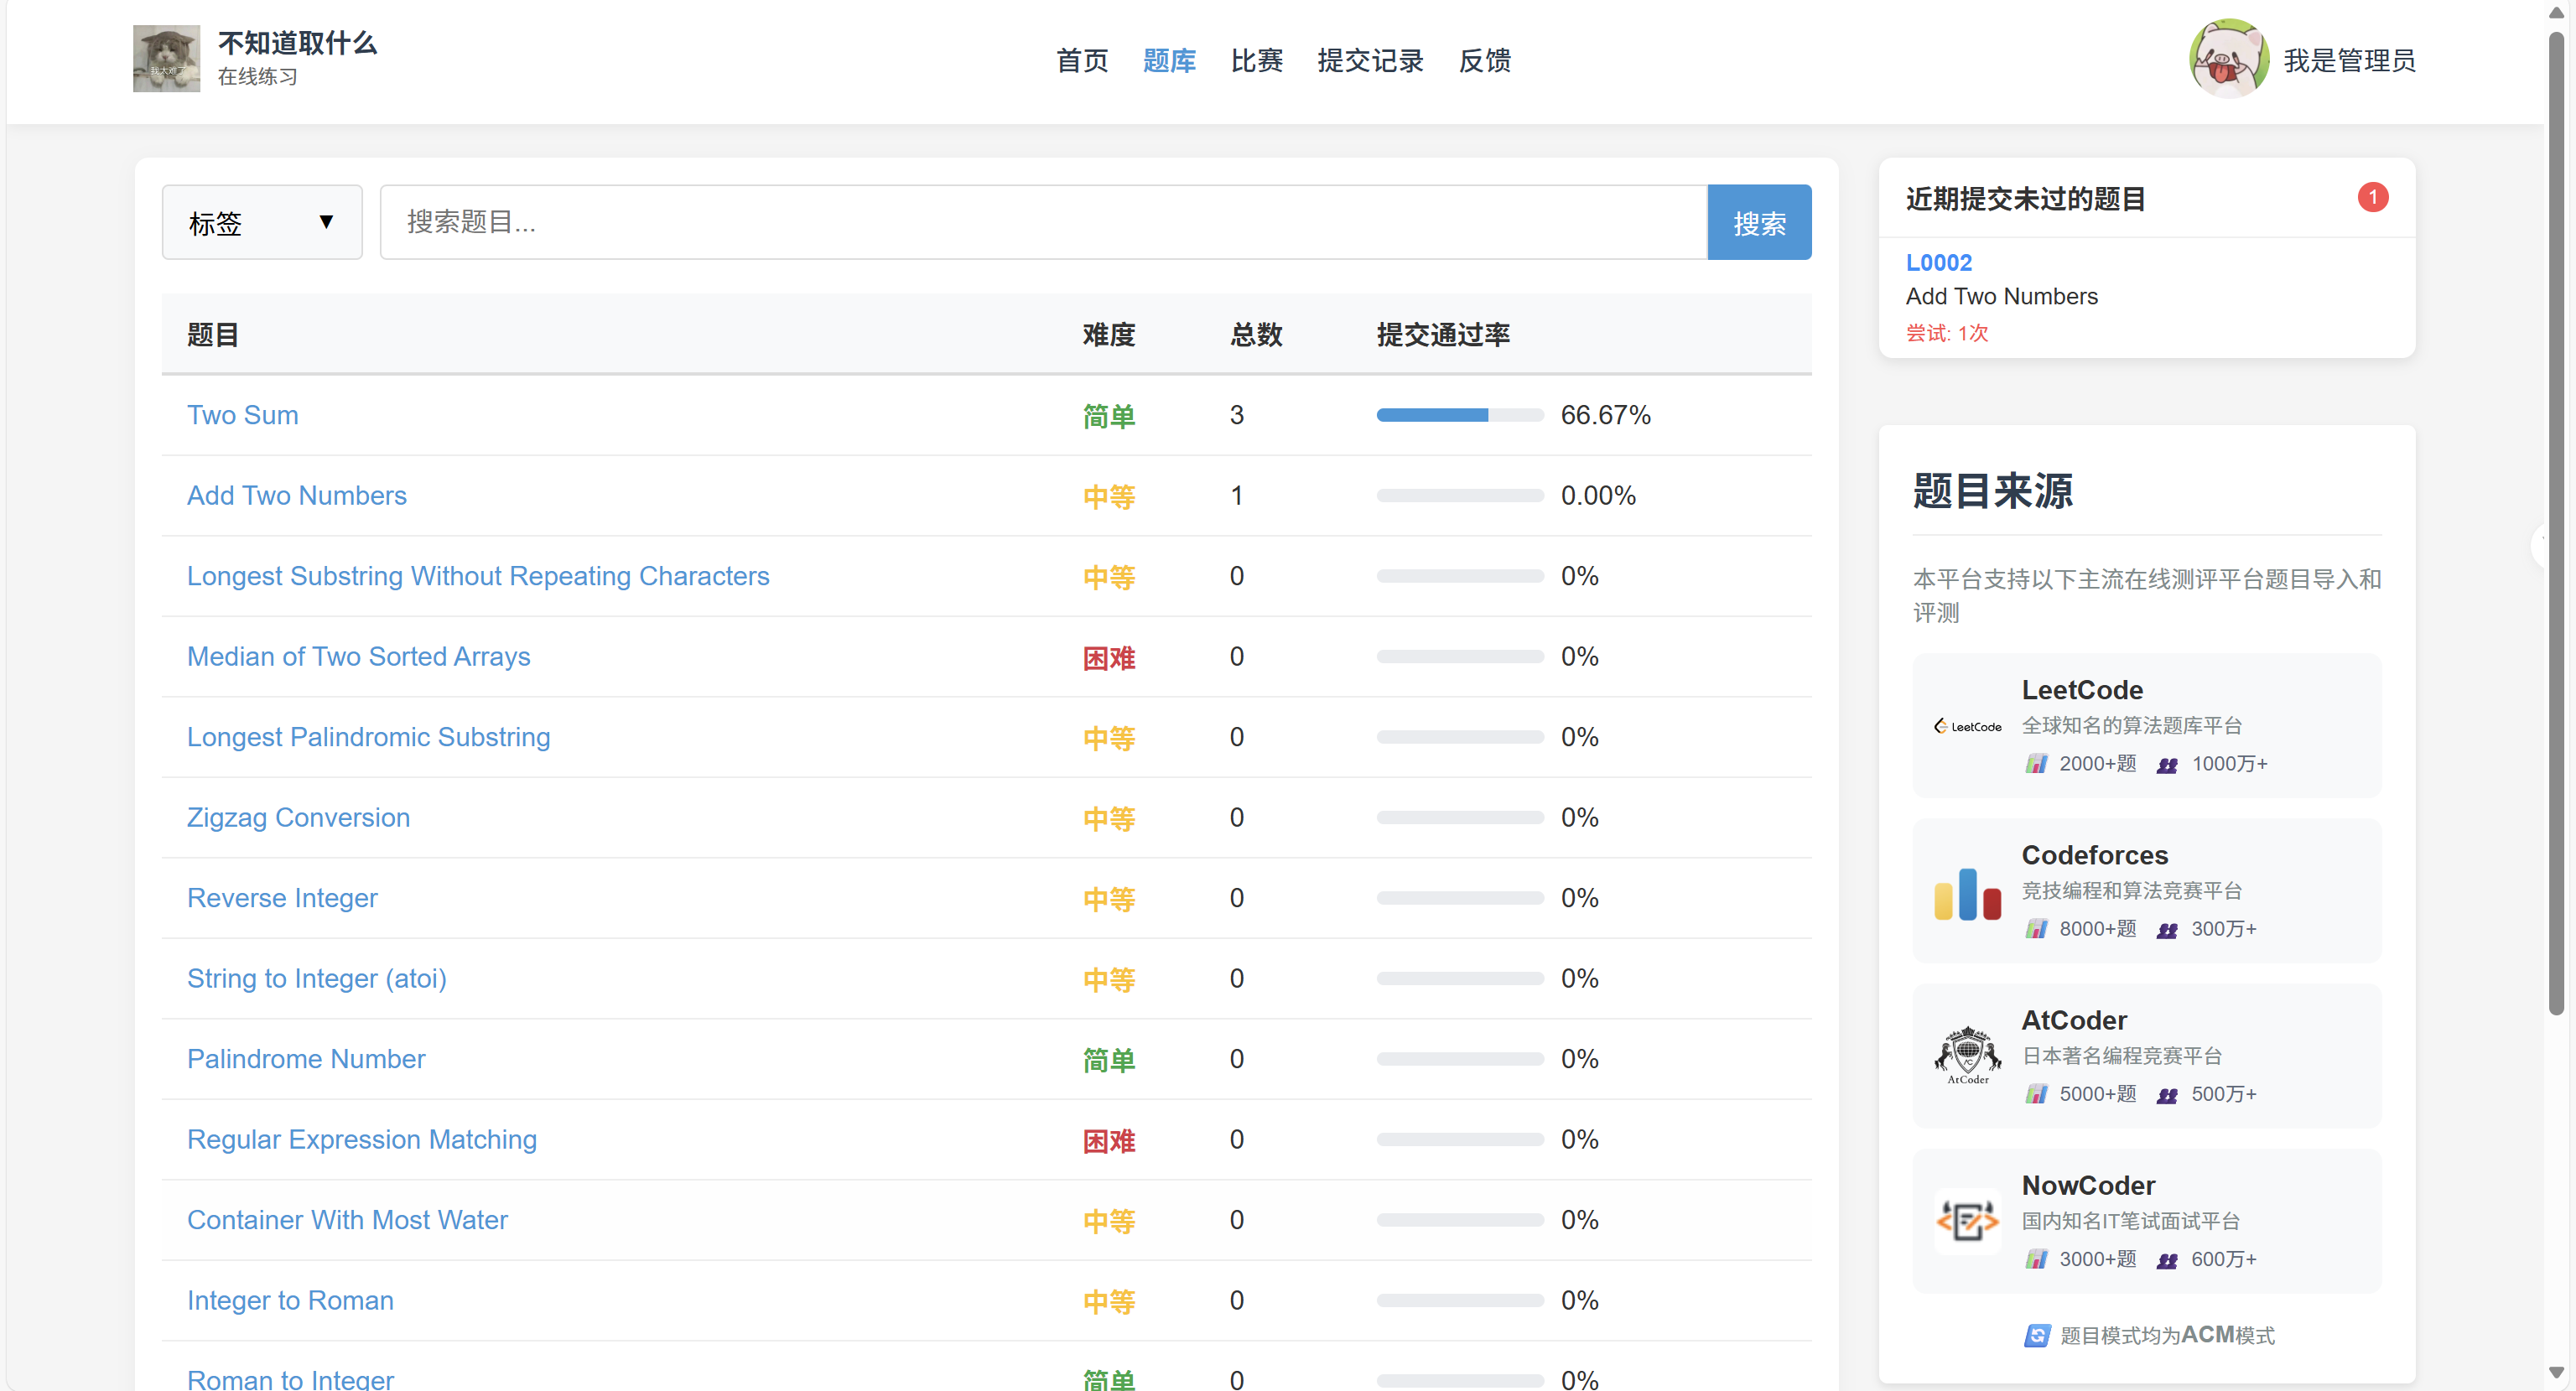 不知道取什么
在线练习
首页 题库 比赛 提交记录 反馈
我是管理员
标签 ▼
搜索题目...
搜索
题目 难度 总数 提交通过率
Two Sum 简单 3 66.67%
Add Two Numbers 中等 1 0.00%
Longest Substring Without Repeating Characters 中等 0 0%
Median of Two Sorted Arrays 困难 0 0%
Longest Palindromic Substring 中等 0 0%
Zigzag Conversion 中等 0 0%
Reverse Integer 中等 0 0%
String to Integer (atoi) 中等 0 0%
Palindrome Number 简单 0 0%
Regular Expression Matching 困难 0 0%
Container With Most Water 中等 0 0%
Integer to Roman 中等 0 0%
Roman to Integer 简单 0 0%
近期提交未过的题目 1
L0002
Add Two Numbers
尝试: 1次
题目来源
本平台支持以下主流在线测评平台题目导入和
评测
LeetCode
LeetCode
全球知名的算法题库平台
2000+题 1000万+
Codeforces
竞技编程和算法竞赛平台
8000+题 300万+
AtCoder
AtCoder
日本著名编程竞赛平台
5000+题 500万+
NowCoder
国内知名IT笔试面试平台
3000+题 600万+
题目模式均为ACM模式